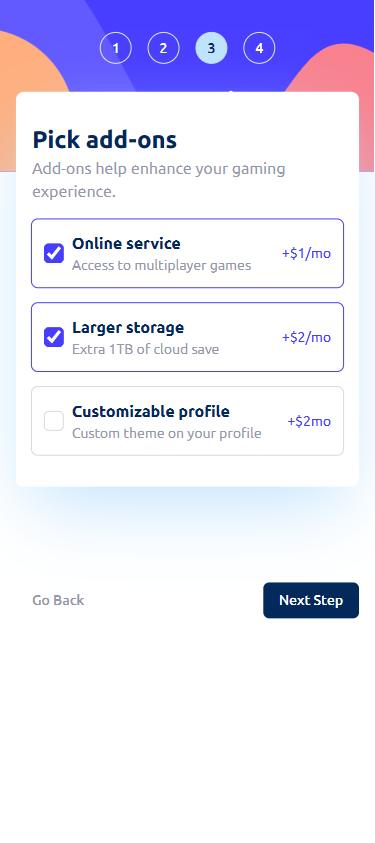 1 2 3 4
Pick add-ons
Add-ons help enhance your gaming
experience.
Online service
Access to multiplayer games
+$1/mo
Larger storage
Extra 1TB of cloud save
+$2/mo
Customizable profile
Custom theme on your profile
+$2mo
Go Back
Next Step